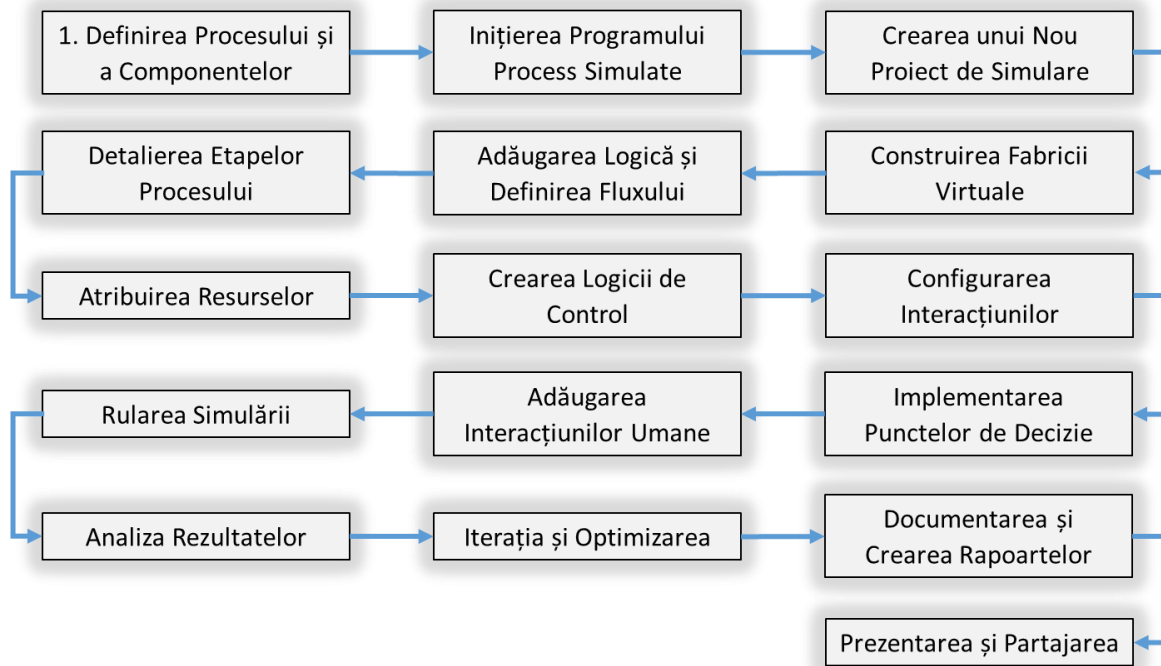 1. Definirea Procesului și
a Componentelor
Inițierea Programului
Process Simulate
Crearea unui Nou
Proiect de Simulare
Construirea Fabricii
Virtuale
Adăugarea Logică și
Definirea Fluxului
Detalierea Etapelor
Procesului
Atribuirea Resurselor
Crearea Logicii de
Control
Configurarea
Interacțiunilor
Implementarea
Punctelor de Decizie
Adăugarea
Interacțiunilor Umane
Rularea Simulării
Analiza Rezultatelor
Iterația și Optimizarea
Documentarea și
Crearea Rapoartelor
Prezentarea și Partajarea